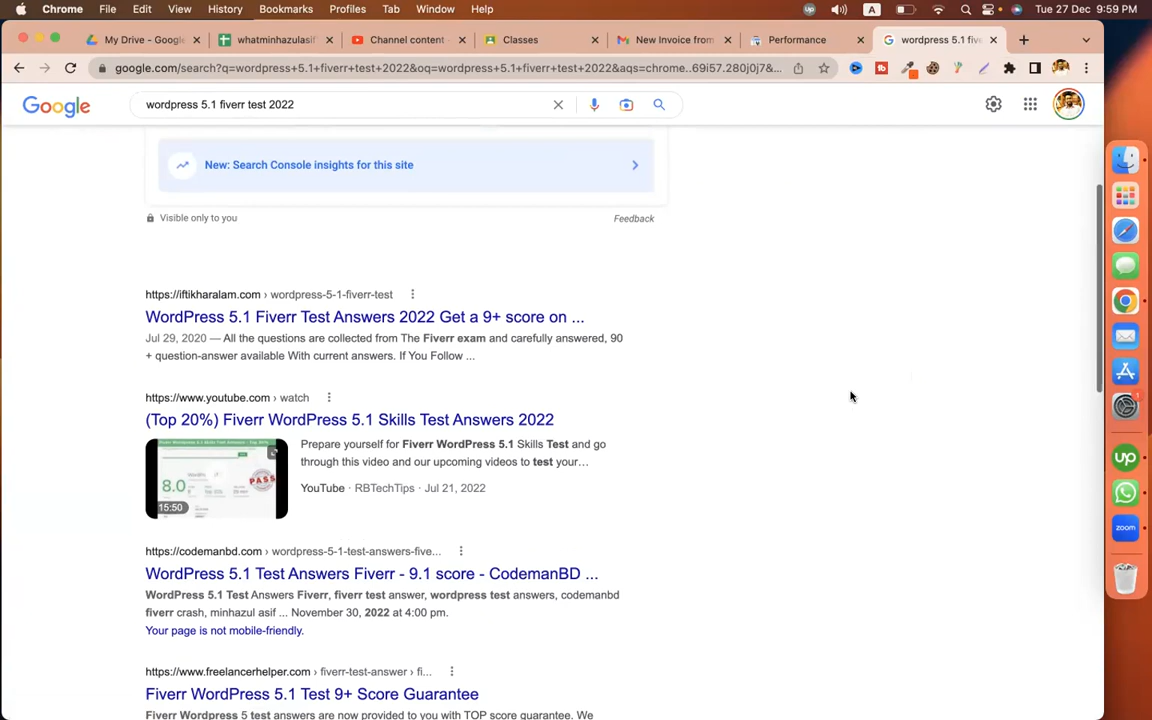 Chrome File Edit View History Bookmarks Profiles Tab Window Help A Tue 27 Dec 9:59 PM
My Drive - Google whatminhazulasif Channel content Classes New Invoice from Performance wordpress 5.1 five
google.com/search?q=wordpress+5.1+fiverr+test+2022&oq=wordpress+5.1+fiverr+test+2022&aqs=chrome..69i57.280j0j7&...
Google wordpress 5.1 fiverr test 2022
New: Search Console insights for this site
Visible only to you Feedback
https://iftikharalam.com › wordpress-5-1-fiverr-test
WordPress 5.1 Fiverr Test Answers 2022 Get a 9+ score on ...
Jul 29, 2020 — All the questions are collected from The Fiverr exam and carefully answered, 90
+ question-answer available With current answers. If You Follow ...
https://www.youtube.com › watch
(Top 20%) Fiverr WordPress 5.1 Skills Test Answers 2022
Prepare yourself for Fiverr WordPress 5.1 Skills Test and go
through this video and our upcoming videos to test your...
8.0
PASS
15:50
YouTube · RBTechTips · Jul 21, 2022
https://codemanbd.com › wordpress-5-1-test-answers-five...
WordPress 5.1 Test Answers Fiverr - 9.1 score - CodemanBD ...
WordPress 5.1 Test Answers Fiverr, fiverr test answer, wordpress test answers, codemanbd
fiverr crash, minhazul asif ... November 30, 2022 at 4:00 pm.
Your page is not mobile-friendly.
https://www.freelancerhelper.com › fiverr-test-answer › fi...
Fiverr WordPress 5.1 Test 9+ Score Guarantee
Fiverr Wordpress 5 test answers are now provided to you with TOP score guarantee. We
up
zoom